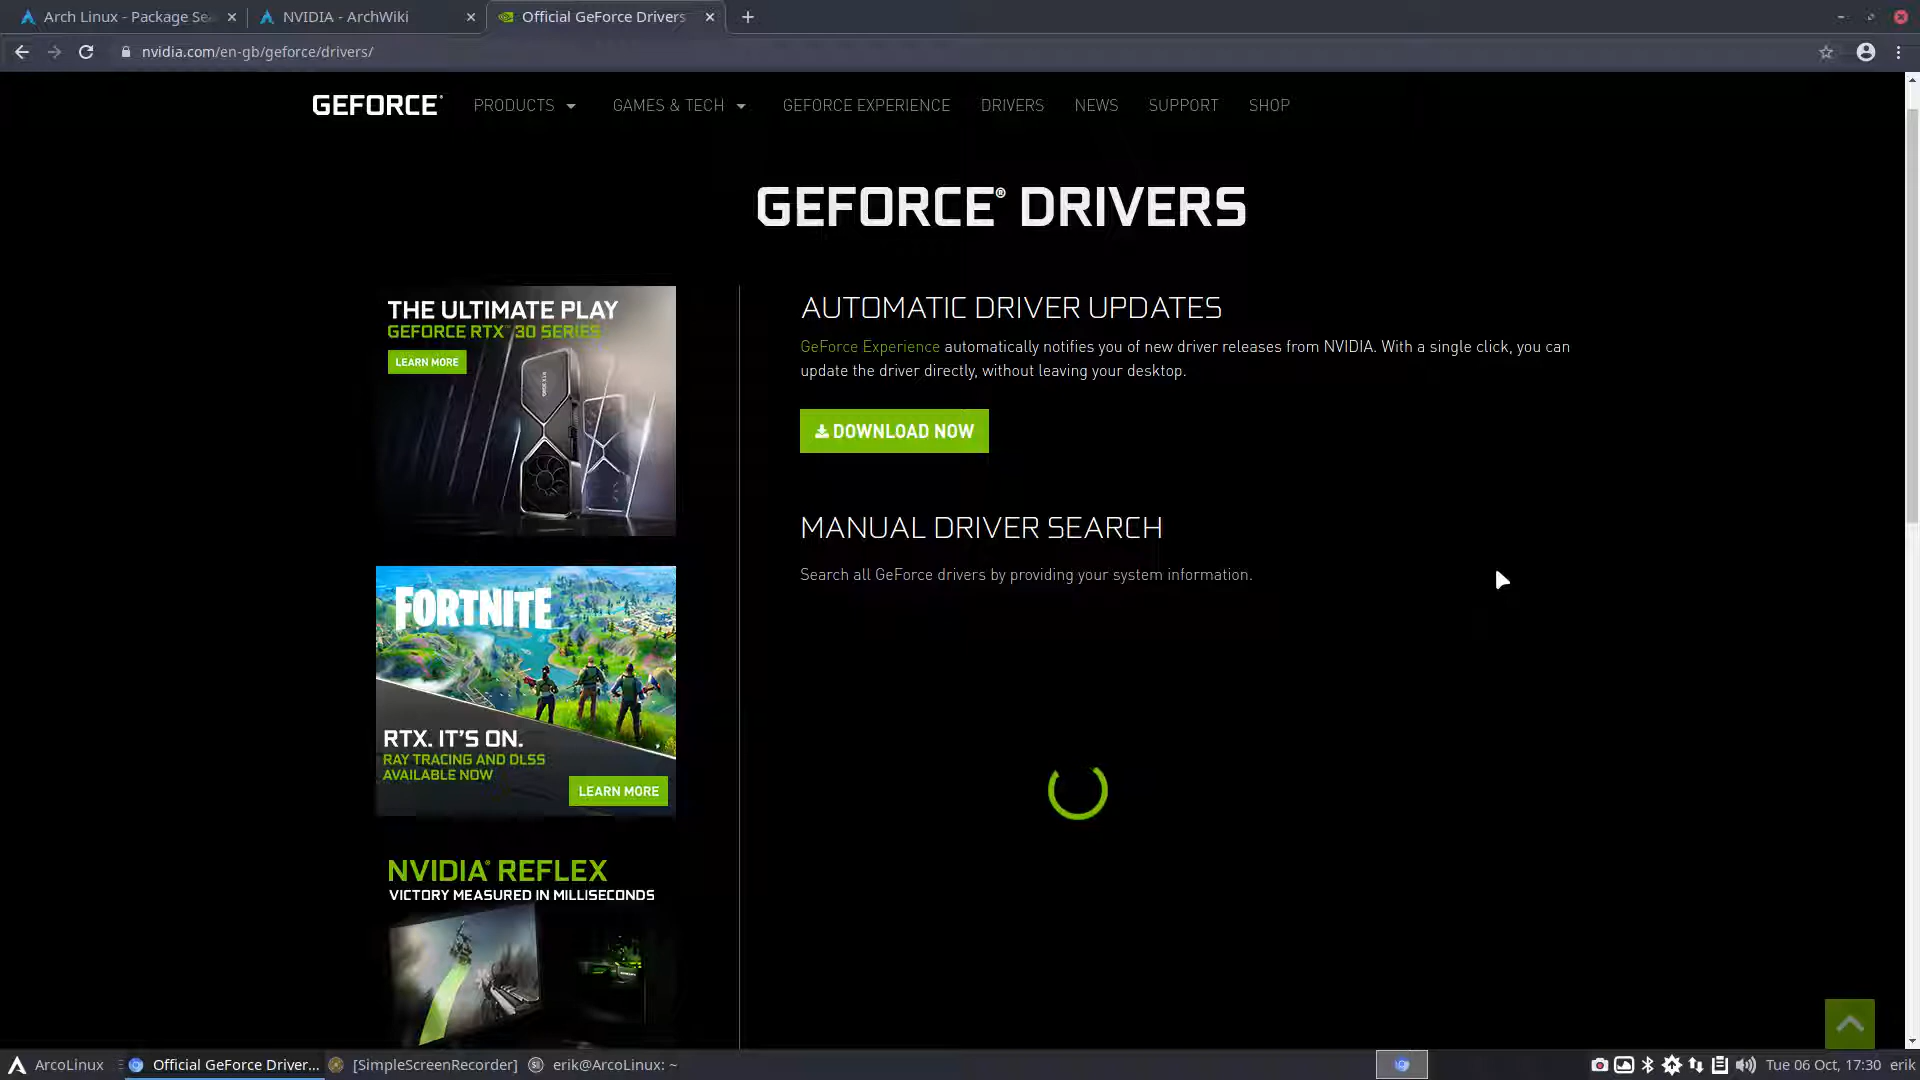 Arch Linux - Package Se
NVIDIA - ArchWiki
Official GeForce Drivers
nvidia.com/en-gb/geforce/drivers/
GEFORCE
PRODUCTS
GAMES & TECH
GEFORCE EXPERIENCE
DRIVERS
NEWS
SUPPORT
SHOP
GEFORCE® DRIVERS
THE ULTIMATE PLAY
GEFORCE RTX™ 30 SERIES
LEARN MORE
AUTOMATIC DRIVER UPDATES
GeForce Experience automatically notifies you of new driver releases from NVIDIA. With a single click, you can
update the driver directly, without leaving your desktop.
DOWNLOAD NOW
MANUAL DRIVER SEARCH
Search all GeForce drivers by providing your system information.
FORTNITE
RTX. IT'S ON.
RAY TRACING AND DLSS
AVAILABLE NOW
LEARN MORE
NVIDIA® REFLEX
VICTORY MEASURED IN MILLISECONDS
ArcoLinux
Official GeForce Driver...
[SimpleScreenRecorder]
erik@ArcoLinux: ~
Tue 06 Oct, 17:30
erik